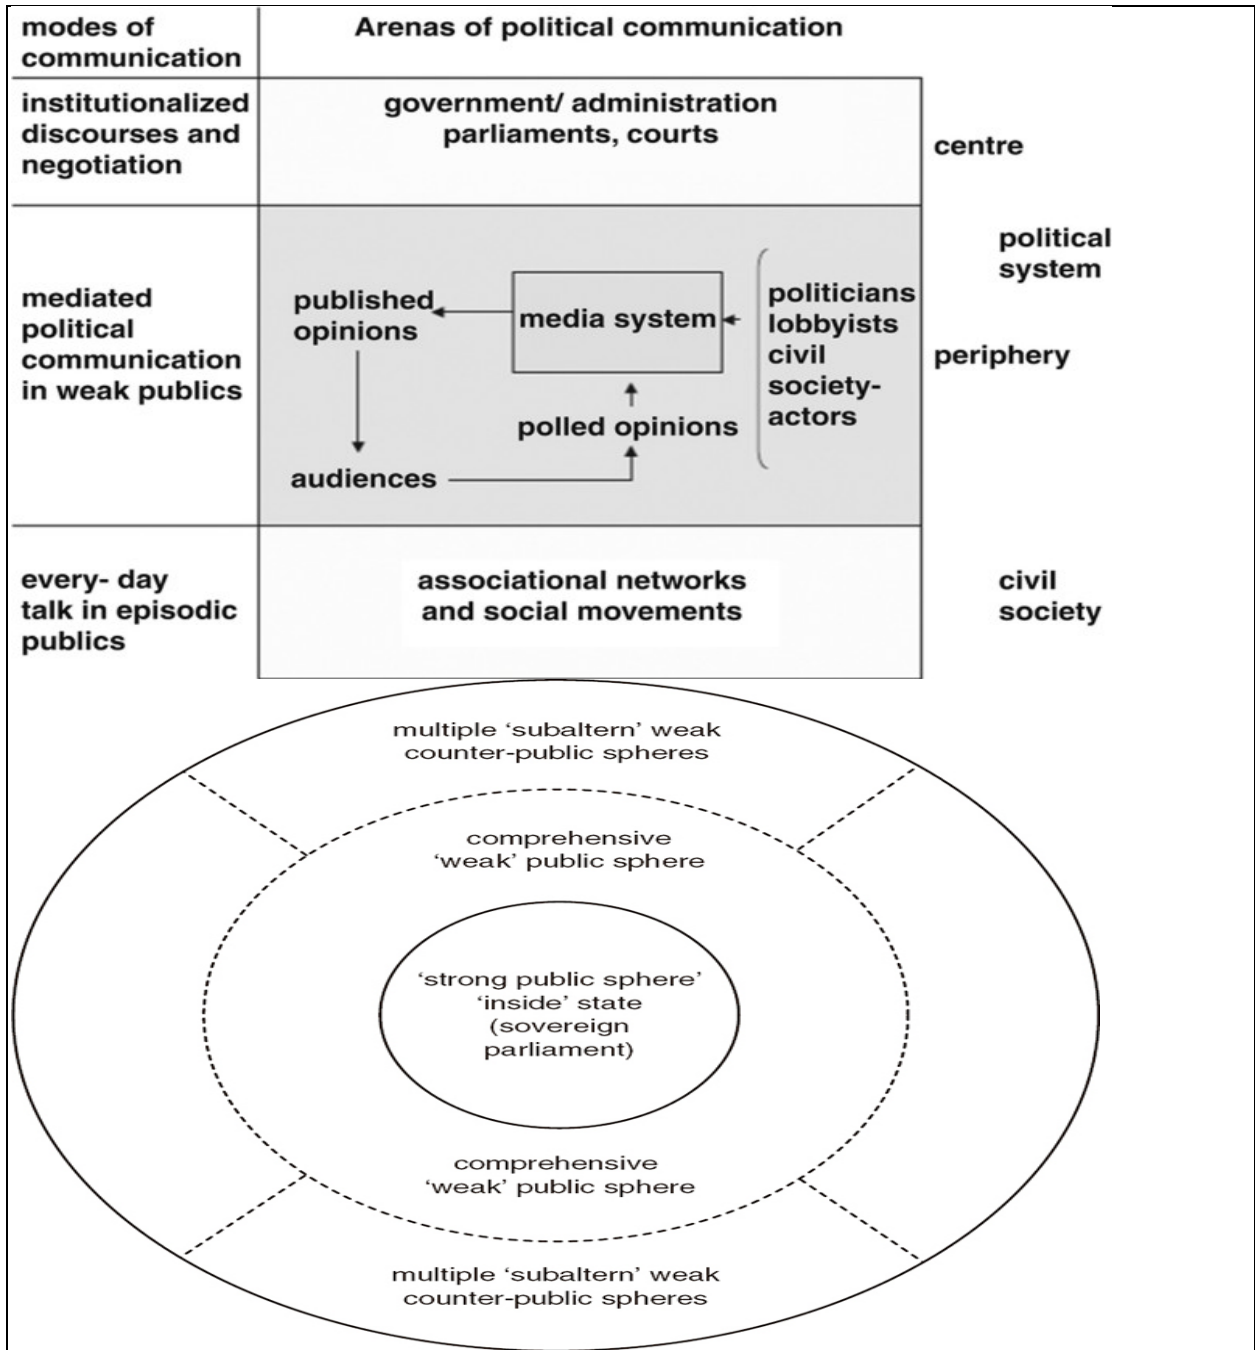 modes of
communication
Arenas of political communication
institutionalized
discourses and
negotiation
government/ administration
parliaments, courts
centre
political
system
mediated
political
communication
in weak publics
published
opinions
media system
politicians
lobbyists
civil
society-
actors
periphery
polled opinions
audiences
every- day
talk in episodic
publics
associational networks
and social movements
civil
society
multiple ‘subaltern’ weak
counter-public spheres
comprehensive
‘weak’ public sphere
‘strong public sphere’
‘inside’ state
(sovereign
parliament)
comprehensive
‘weak’ public sphere
multiple ‘subaltern’ weak
counter-public spheres